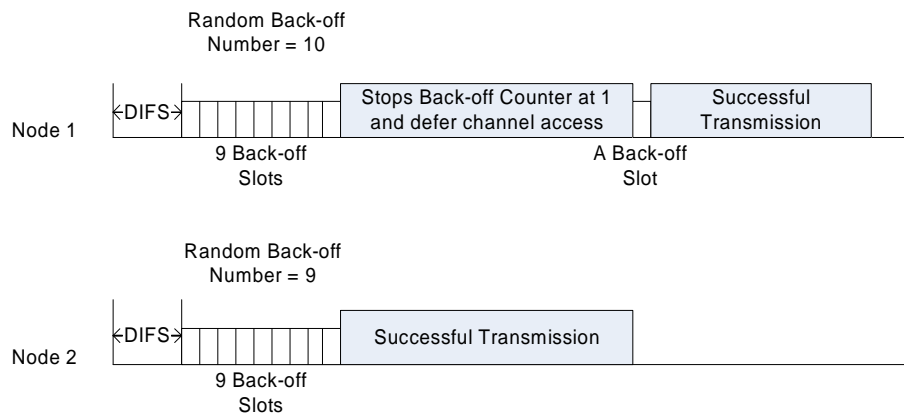 Random Back-off
Number = 10
DIFS
Stops Back-off Counter at 1
and defer channel access
Successful
Transmission
Node 1
9 Back-off
Slots
A Back-off
Slot
Random Back-off
Number = 9
DIFS
Successful Transmission
Node 2
9 Back-off
Slots